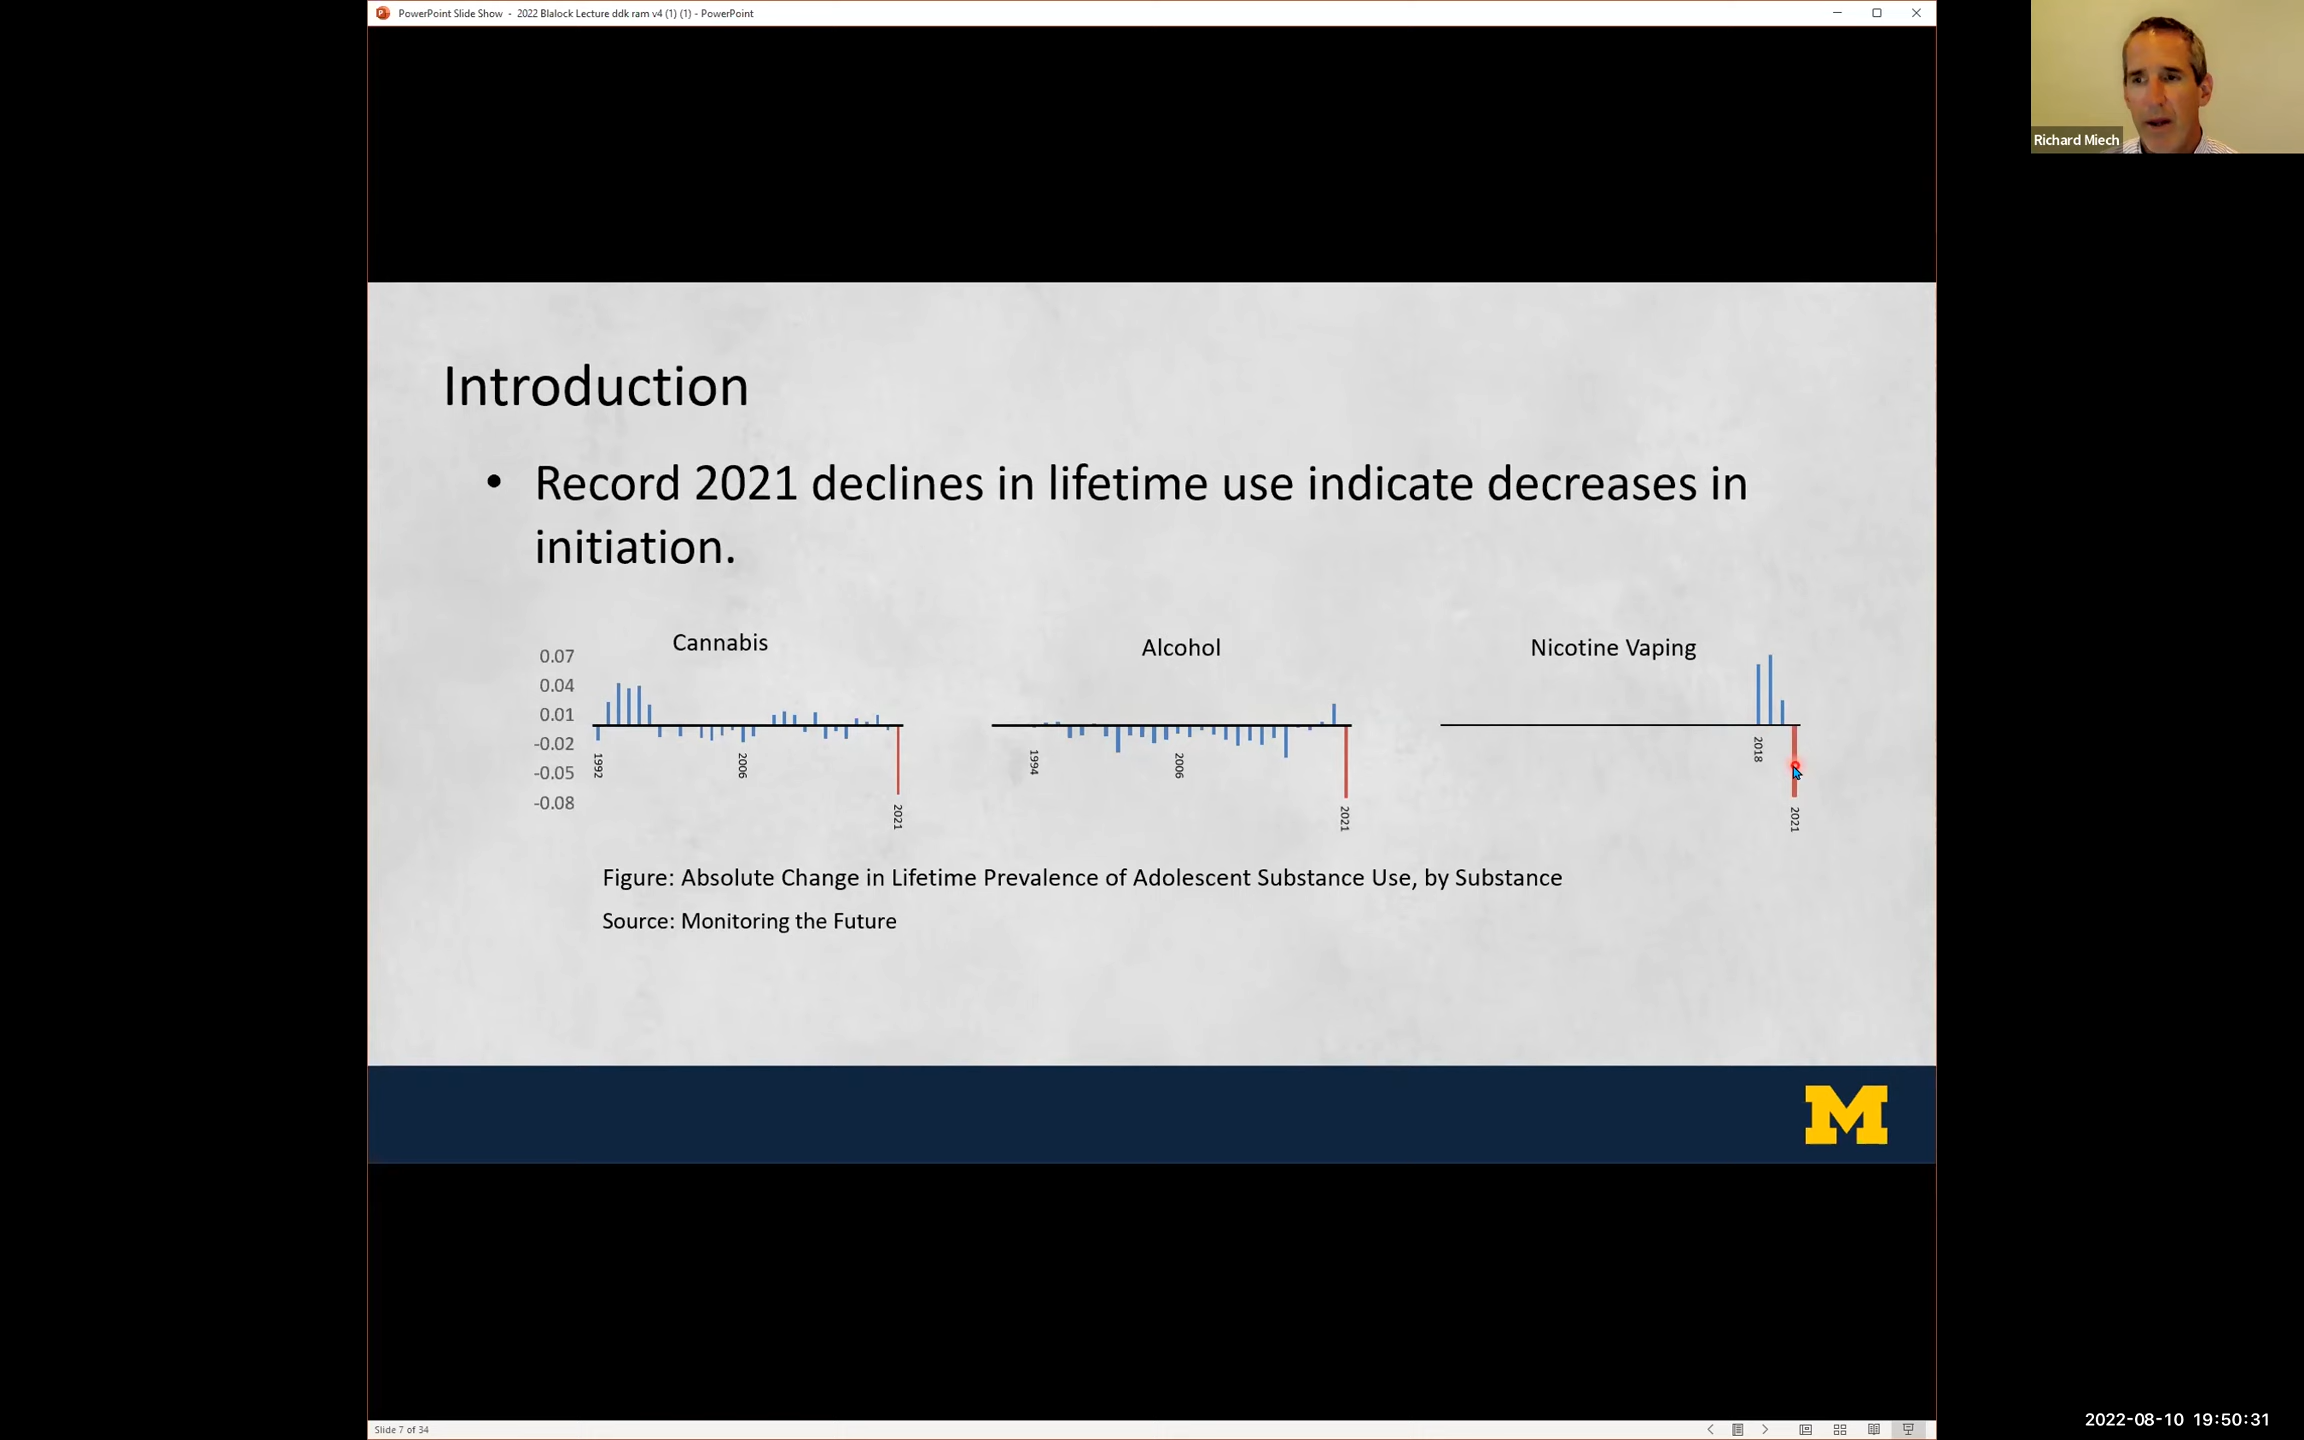 PowerPoint Slide Show - 2022 Blalock Lecture ddk ram v4 (1) (1) - PowerPoint
Richard Miech
Introduction
• Record 2021 declines in lifetime use indicate decreases in
initiation.
Cannabis
Alcohol
Nicotine Vaping
0.07
0.04
0.01
-0.02
-0.05
-0.08
1992
2006
2021
1994
2006
2021
2018
2021
Figure: Absolute Change in Lifetime Prevalence of Adolescent Substance Use, by Substance
Source: Monitoring the Future
M
Slide 7 of 34
2022-08-10 19:50:31